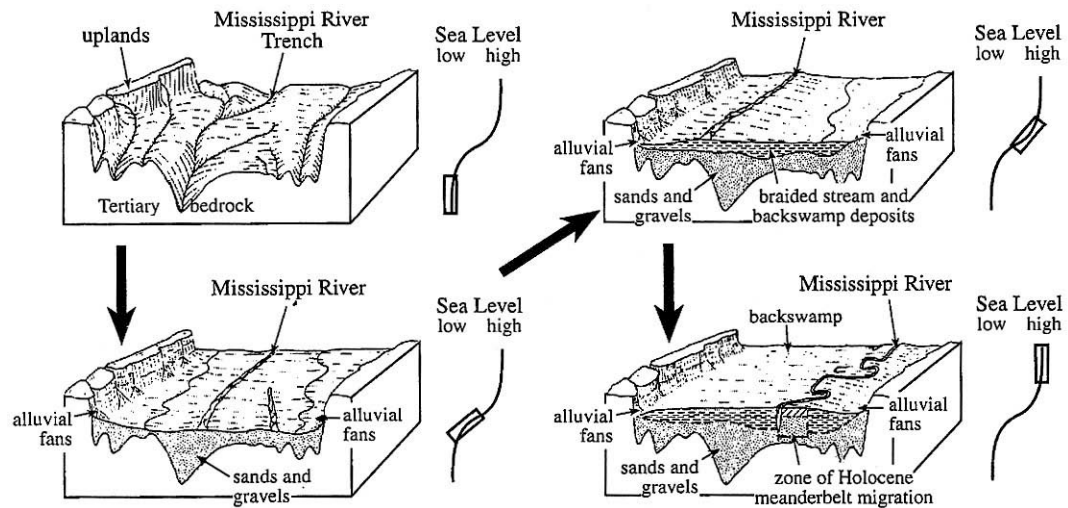 uplands
Mississippi River
Trench
Sea Level
low high
Tertiary bedrock
Mississippi River
Sea Level
low high
alluvial
fans
alluvial
fans
sands and
gravels
Mississippi River
Sea Level
low high
alluvial
fans
alluvial
fans
sands and
gravels
braided stream and
backswamp deposits
Mississippi River
backswamp
Sea Level
low high
alluvial
fans
alluvial
fans
sands and
gravels
zone of Holocene
meanderbelt migration